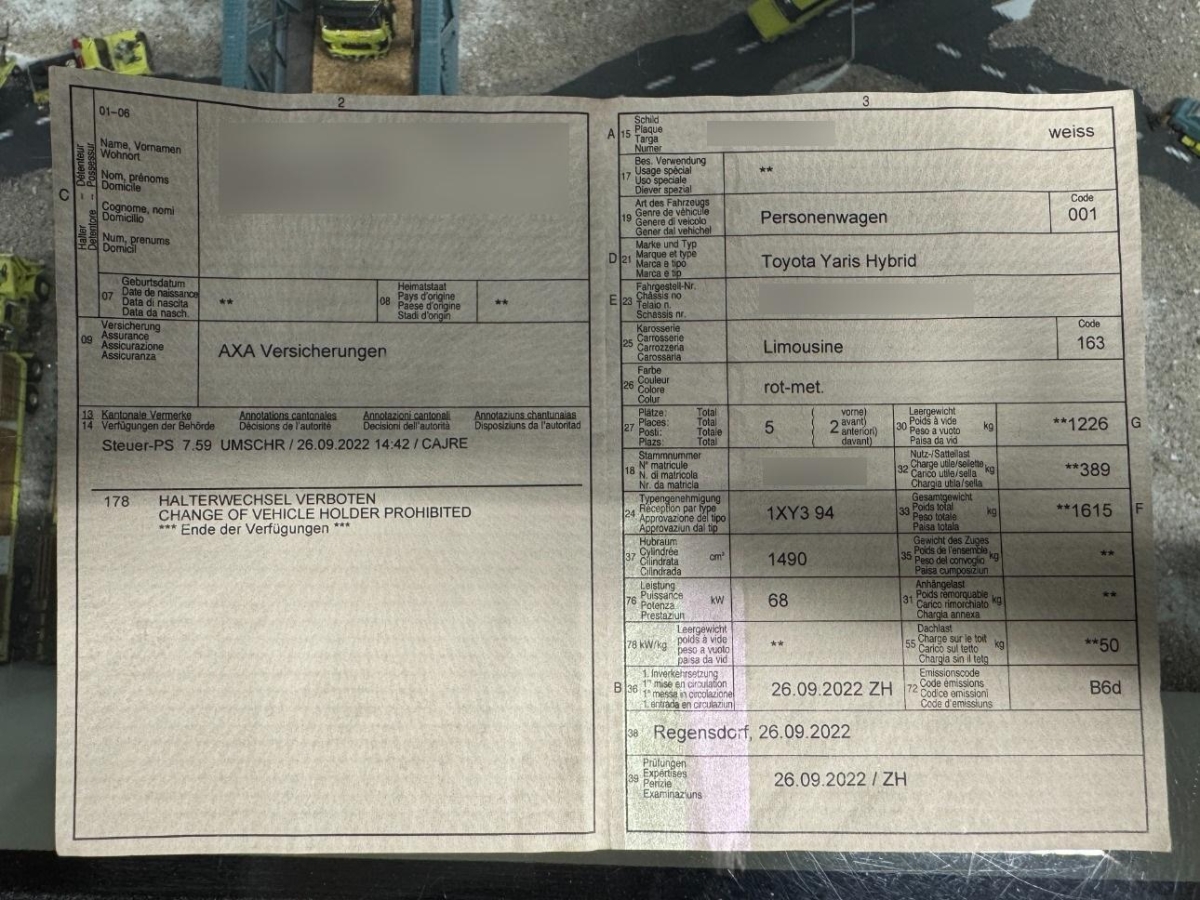 2
01-06
C
Halter – Détenteur
Detentore – Possessur
Name, Vornamen
Wohnort
Nom, prénoms
Domicile
Cognome, nomi
Domicilio
Num, prenums
Domicil
07
Geburtsdatum
Date de naissance
Data di nascita
Data da nasch.
**
08
Heimatstaat
Pays d'origine
Paese d'origine
Stadi d'origin
**
09
Versicherung
Assurance
Assicurazione
Assicuranza
AXA Versicherungen
13 Kantonale Vermerke Annotations cantonales Annotazioni cantonali Annotaziuns chantunalas
14 Verfügungen der Behörde Décisions de l'autorité Decisioni dell'autorità Disposiziuns da l'autoritad
Steuer-PS 7.59 UMSCHR / 26.09.2022 14:42 / CAJRE
178 HALTERWECHSEL VERBOTEN
CHANGE OF VEHICLE HOLDER PROHIBITED
*** Ende der Verfügungen ***
3
A 15
Schild
Plaque
Targa
Numer
weiss
17
Bes. Verwendung
Usage spécial
Uso speciale
Diever spezial
**
19
Art des Fahrzeugs
Genre de véhicule
Genere di veicolo
Gener dal vehichel
Personenwagen
Code
001
D 21
Marke und Typ
Marque et type
Marca e tipo
Marca e tip
Toyota Yaris Hybrid
E 23
Fahrgestell-Nr.
Châssis no
Telaio n.
Schassis nr.
25
Karosserie
Carrosserie
Carrozzeria
Carossaria
Limousine
Code
163
26
Farbe
Couleur
Colore
Colur
rot-met.
27
Plätze: Total
Places: Total
Posti: Totale
Plazs: Total
5
( vorne)
2 avant)
anteriori)
( davant)
30
Leergewicht
Poids à vide
Peso a vuoto
Paisa da vid
kg
**1226
G
18
Stammnummer
N° matricule
N. di matricola
Nr. da matricla
32
Nutz-/Sattellast
Charge utile/sellette
Carico utile/sella
Chargia utila/sella
kg
**389
24
Typengenehmigung
Réception par type
Approvazione del tipo
Approvaziun dal tip
1XY3 94
33
Gesamtgewicht
Poids total
Peso totale
Paisa totala
kg
**1615
F
37
Hubraum
Cylindrée
Cilindrata
Cilindrada
cm³
1490
35
Gewicht des Zuges
Poids de l'ensemble
Peso del convoglio
Paisa cumposiziun
kg
**
76
Leistung
Puissance
Potenza
Prestaziun
kW
68
31
Anhängelast
Poids remorquable
Carico rimorchiato
Chargia annexa
kg
**
78 kW/kg
Leergewicht
poids à vide
peso a vuoto
paisa da vid
**
55
Dachlast
Charge sur le toit
Carico sul tetto
Chargia sin il tetg
kg
**50
B 36
1. Inverkehrsetzung
1re mise en circulation
1a messa in circolazione
1. entrada en circulaziun
26.09.2022 ZH
72
Emissionscode
Code émissions
Codice emissioni
Code d'emissiuns
B6d
38 Regensdorf, 26.09.2022
39
Prüfungen
Expertises
Perizie
Examinaziuns
26.09.2022 / ZH